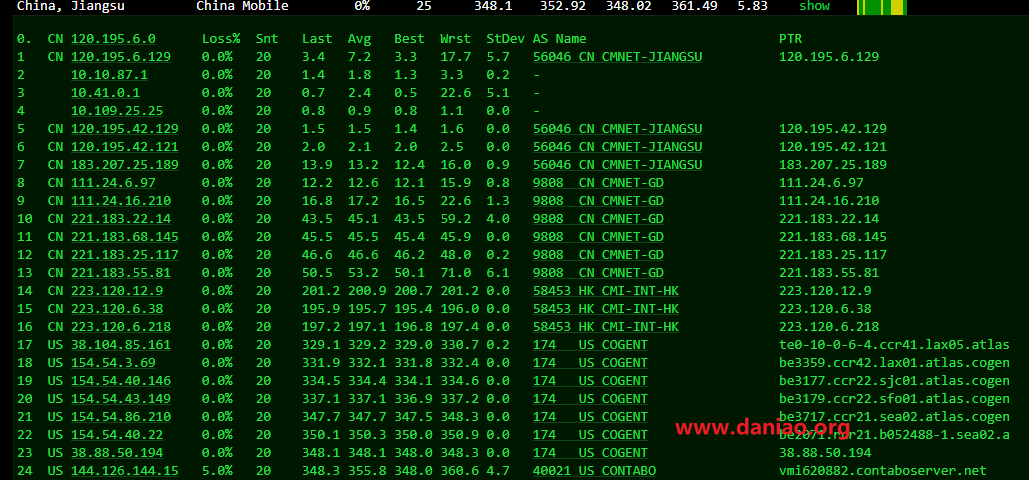 China, Jiangsu China Mobile 0% 25 348.1 352.92 348.02 361.49 5.83 show
0. CN 120.195.6.0 Loss% Snt Last Avg Best Wrst StDev AS Name PTR
1 CN 120.195.6.129 0.0% 20 3.4 7.2 3.3 17.7 5.7 56046 CN CMNET-JIANGSU 120.195.6.129
2 10.10.87.1 0.0% 20 1.4 1.8 1.3 3.3 0.2 -
3 10.41.0.1 0.0% 20 0.7 2.4 0.5 22.6 5.1 -
4 10.109.25.25 0.0% 20 0.8 0.9 0.8 1.1 0.0 -
5 CN 120.195.42.129 0.0% 20 1.5 1.5 1.4 1.6 0.0 56046 CN CMNET-JIANGSU 120.195.42.129
6 CN 120.195.42.121 0.0% 20 2.0 2.1 2.0 2.5 0.0 56046 CN CMNET-JIANGSU 120.195.42.121
7 CN 183.207.25.189 0.0% 20 13.9 13.2 12.4 16.0 0.9 56046 CN CMNET-JIANGSU 183.207.25.189
8 CN 111.24.6.97 0.0% 20 12.2 12.6 12.1 15.9 0.8 9808 CN CMNET-GD 111.24.6.97
9 CN 111.24.16.210 0.0% 20 16.8 17.2 16.5 22.6 1.3 9808 CN CMNET-GD 111.24.16.210
10 CN 221.183.22.14 0.0% 20 43.5 45.1 43.5 59.2 4.0 9808 CN CMNET-GD 221.183.22.14
11 CN 221.183.68.145 0.0% 20 45.5 45.5 45.4 45.9 0.0 9808 CN CMNET-GD 221.183.68.145
12 CN 221.183.25.117 0.0% 20 46.6 46.6 46.2 48.0 0.2 9808 CN CMNET-GD 221.183.25.117
13 CN 221.183.55.81 0.0% 20 50.5 53.2 50.1 71.0 6.1 9808 CN CMNET-GD 221.183.55.81
14 CN 223.120.12.9 0.0% 20 201.2 200.9 200.7 201.2 0.0 58453 HK CMI-INT-HK 223.120.12.9
15 CN 223.120.6.38 0.0% 20 195.9 195.7 195.4 196.0 0.0 58453 HK CMI-INT-HK 223.120.6.38
16 CN 223.120.6.218 0.0% 20 197.2 197.1 196.8 197.4 0.0 58453 HK CMI-INT-HK 223.120.6.218
17 US 38.104.85.161 0.0% 20 329.1 329.2 329.0 330.7 0.2 174 US COGENT te0-10-0-6-4.ccr41.lax05.atlas
18 US 154.54.3.69 0.0% 20 331.9 332.1 331.8 332.4 0.0 174 US COGENT be3359.ccr42.lax01.atlas.cogen
19 US 154.54.40.146 0.0% 20 334.5 334.4 334.1 334.6 0.0 174 US COGENT be3177.ccr22.sjc01.atlas.cogen
20 US 154.54.43.149 0.0% 20 337.1 337.1 336.9 337.2 0.0 174 US COGENT be3179.ccr22.sfo01.atlas.cogen
21 US 154.54.86.210 0.0% 20 347.7 347.7 347.5 348.3 0.0 174 US COGENT be3717.ccr21.sea02.atlas.cogen
www.daniao.org
22 US 154.54.40.22 0.0% 20 350.1 350.3 350.0 350.9 0.0 174 US COGENT be2071.rcr21.b052488-1.sea02.a
23 US 38.88.50.194 0.0% 20 348.1 348.1 348.0 348.3 0.0 174 US COGENT 38.88.50.194
24 US 144.126.144.15 5.0% 20 348.3 355.8 348.0 360.6 4.7 40021 US CONTABO vmi620882.contaboserver.net